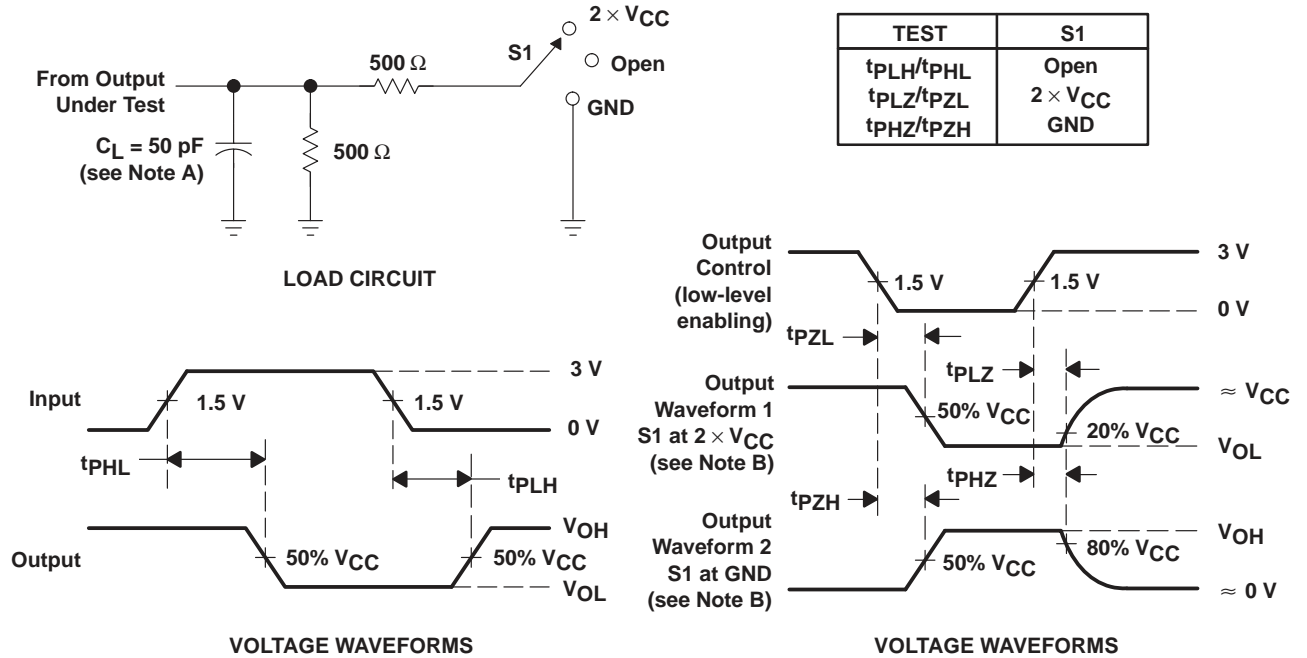 2 × VCC
S1
Open
GND
500 Ω
From Output
Under Test
CL = 50 pF
(see Note A)
500 Ω
LOAD CIRCUIT
TEST S1
tPLH/tPHL Open
tPLZ/tPZL 2 × VCC
tPHZ/tPZH GND
Input
1.5 V
1.5 V
3 V
0 V
tPHL
tPLH
Output
50% VCC
50% VCC
VOH
VOL
VOLTAGE WAVEFORMS
Output
Control
(low-level
enabling)
1.5 V
1.5 V
3 V
0 V
tPZL
tPLZ
Output
Waveform 1
S1 at 2 × VCC
(see Note B)
50% VCC
20% VCC
≈ VCC
VOL
tPHZ
tPZH
Output
Waveform 2
S1 at GND
(see Note B)
50% VCC
80% VCC
VOH
≈ 0 V
VOLTAGE WAVEFORMS